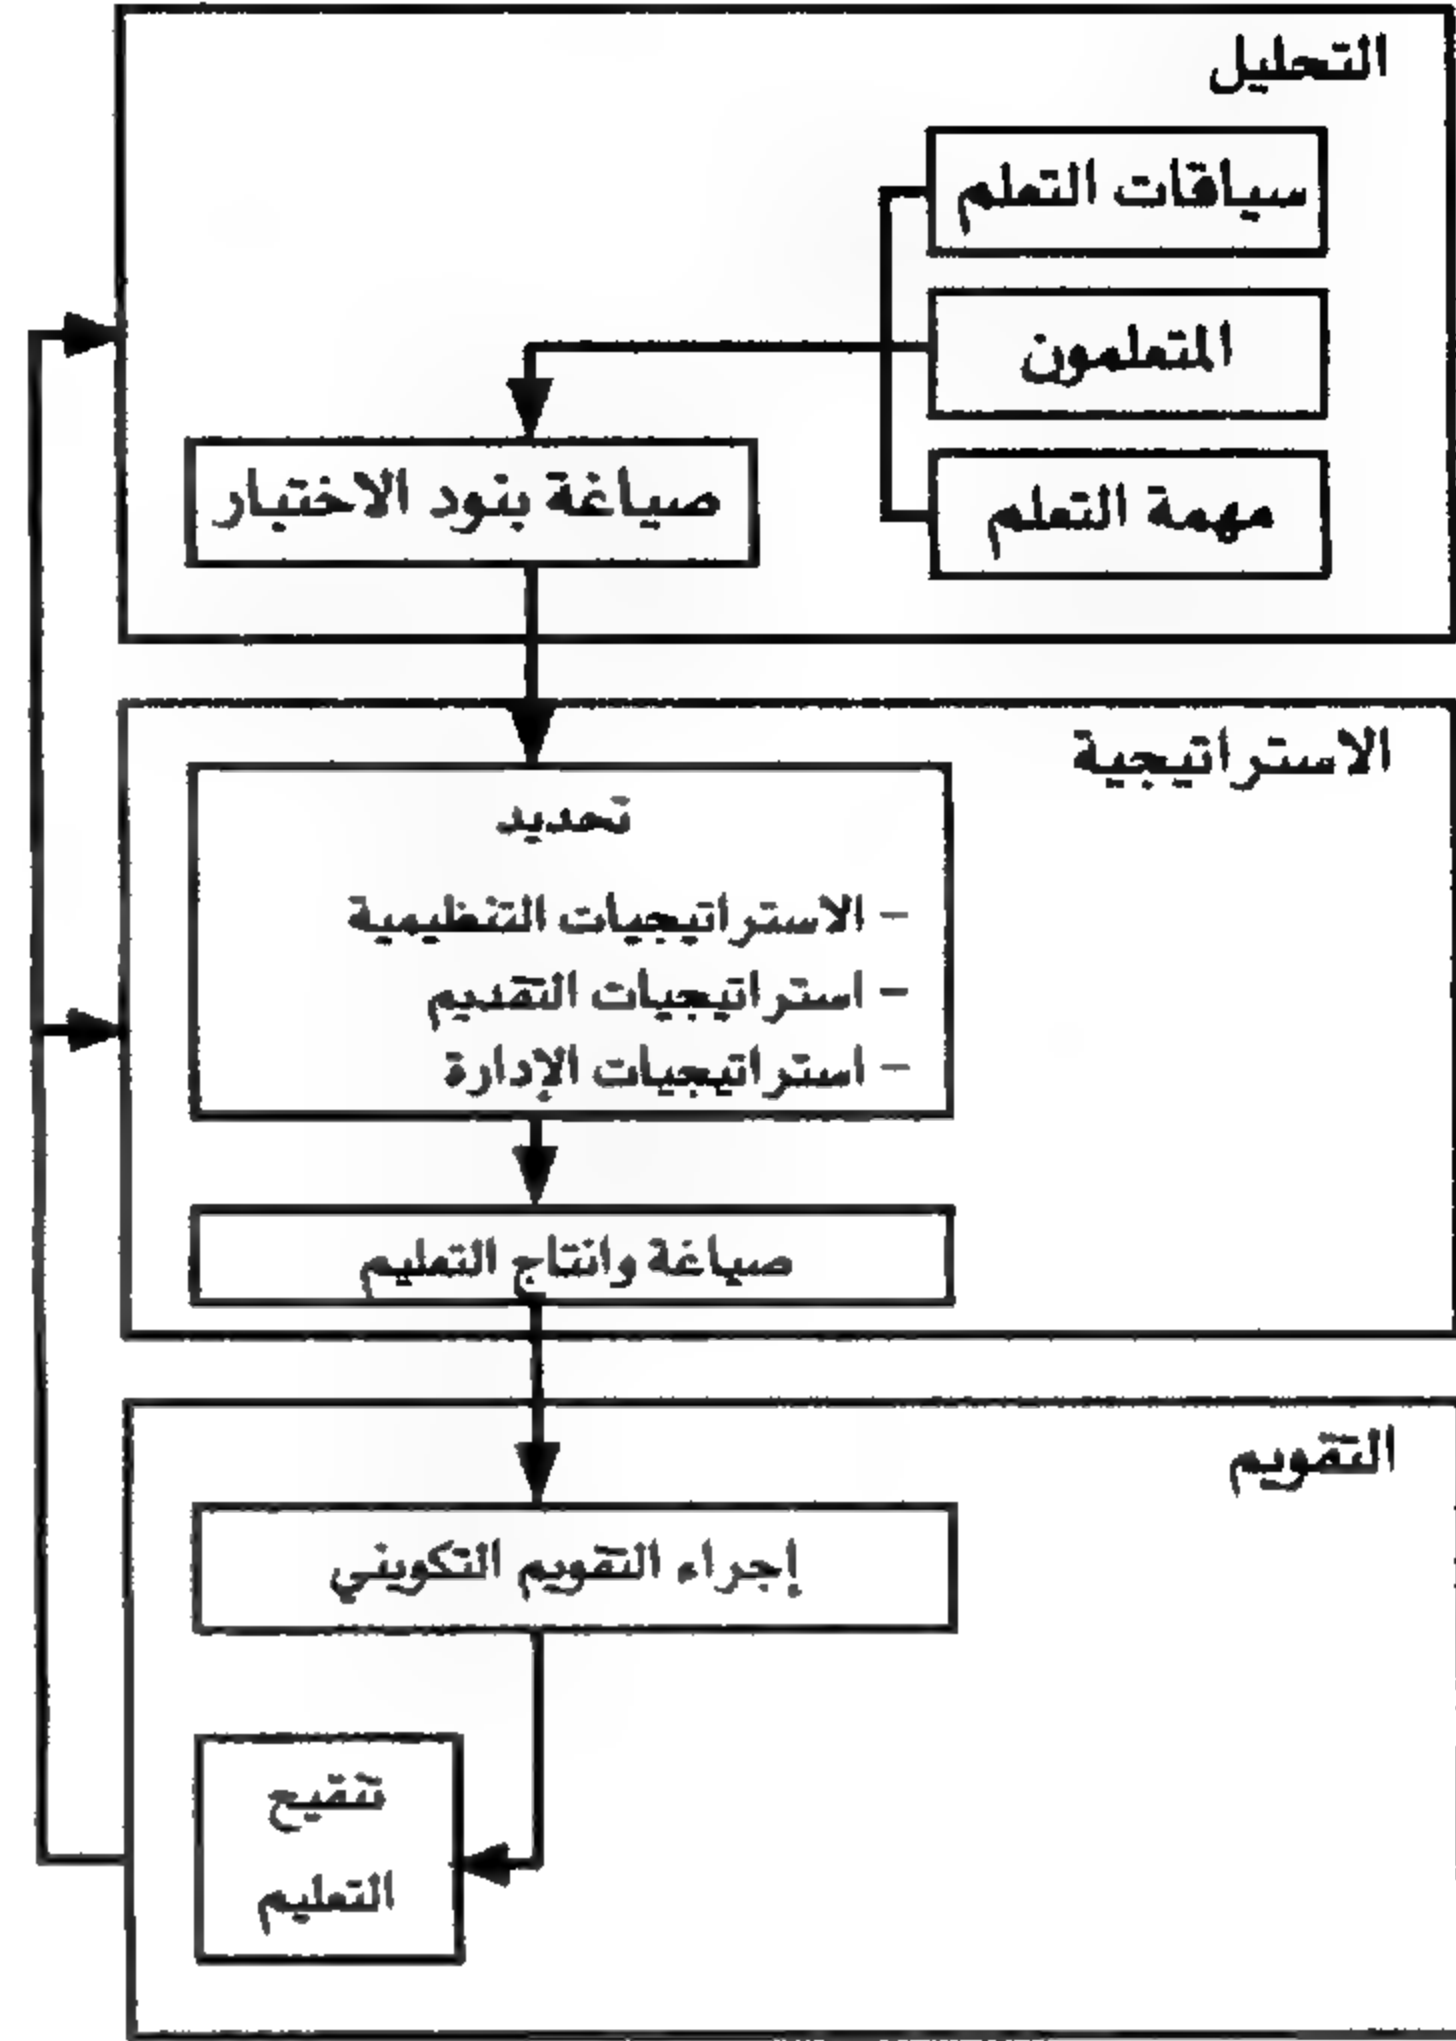 التحليل
سياقات التعلم
المتعلمون
مهمة التعلم
صياغة بنود الاختبار
الاستراتيجية
تحديد
- الاستراتيجيات التنظيمية
- استراتيجيات التقديم
- استراتيجيات الإدارة
صياغة وانتاج التعليم
التقويم
إجراء التقويم التكويني
تنقيح
التعليم